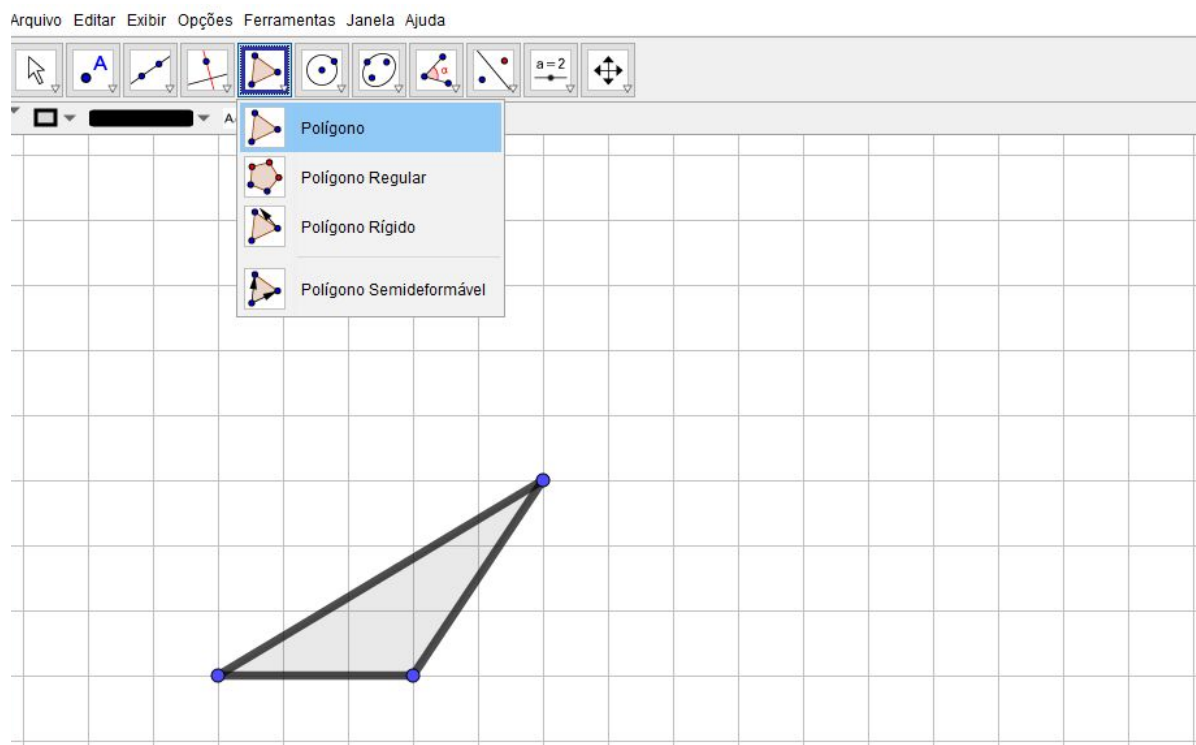 Arquivo Editar Exibir Opções Ferramentas Janela Ajuda
A α a=2
A
Polígono
Polígono Regular
Polígono Rígido
Polígono Semideformável